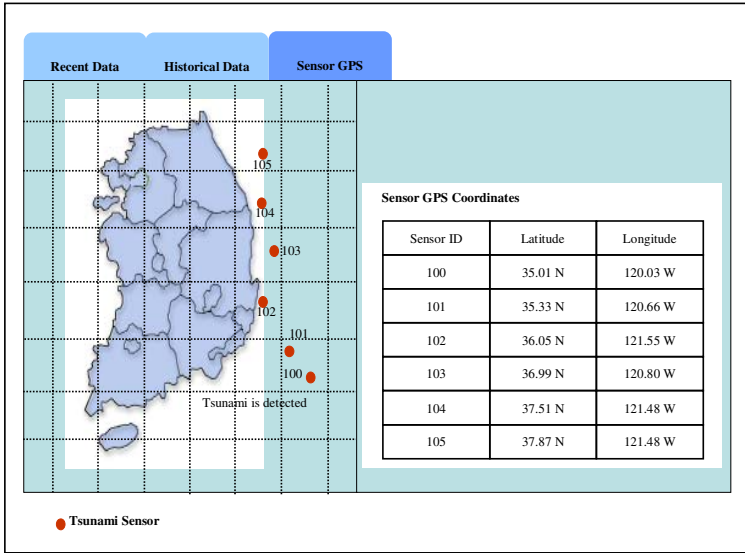 Recent Data
Historical Data
Sensor GPS
105
104
103
102
101
100
Tsunami is detected
Sensor GPS Coordinates
Sensor ID Latitude Longitude
100 35.01 N 120.03 W
101 35.33 N 120.66 W
102 36.05 N 121.55 W
103 36.99 N 120.80 W
104 37.51 N 121.48 W
105 37.87 N 121.48 W
Tsunami Sensor